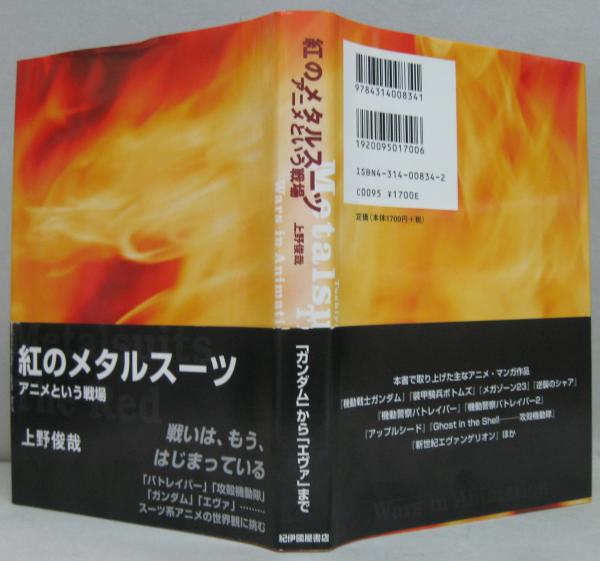 紅のメタルスーツ
アニメという戦場
上野俊哉
戦いは、もう、
はじまっている
「パトレイバー」「攻殻機動隊」
「ガンダム」「エヴァ」………
スーツ系アニメの世界観に挑む
紅のメタルスーツ
アニメという戦場
上野俊哉
Metalsu
Wars in Animati
「ガンダム」から「エヴァ」まで
紀伊國屋書店
9784314008341
1920095017006
ISBN4-314-00834-2
C0095 ¥1700E
定価(本体1700円+税)
本書で取り上げた主なアニメ・マンガ作品
『機動戦士ガンダム』『装甲騎兵ボトムズ』『メガゾーン23』『逆襲のシャア』
『機動警察パトレイバー』『機動警察パトレイバー2』
『アップルシード』『Ghost in the Shell――攻殻機動隊』
『新世紀エヴァンゲリオン』ほか
Wars in Animation
Metalsuits
The Red